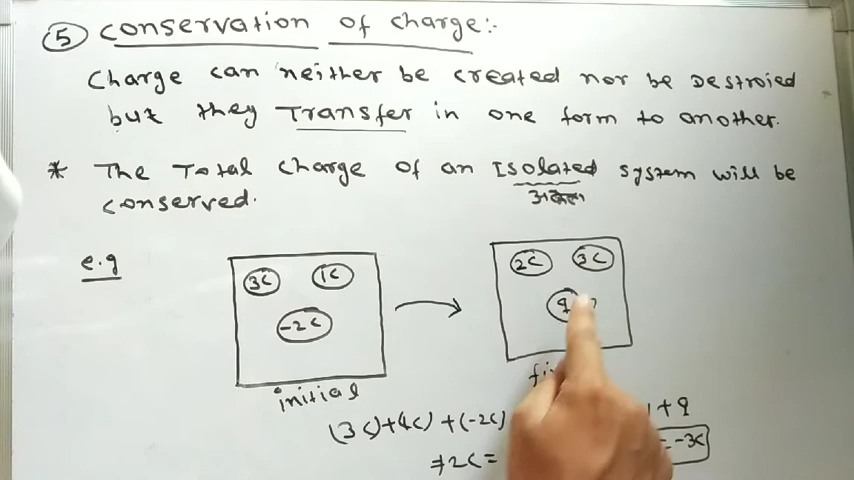 ⑤ Conservation of charge:-
Charge can neither be created nor be Destroied
but they Transfer in one form to another.
* The Total charge of an Isolated system will be
अकेला
conserved.
e.g
3C 1C 2C 3C
-2C q
initial
+ q
+ (-2C)
⇒ 2C = = -3C